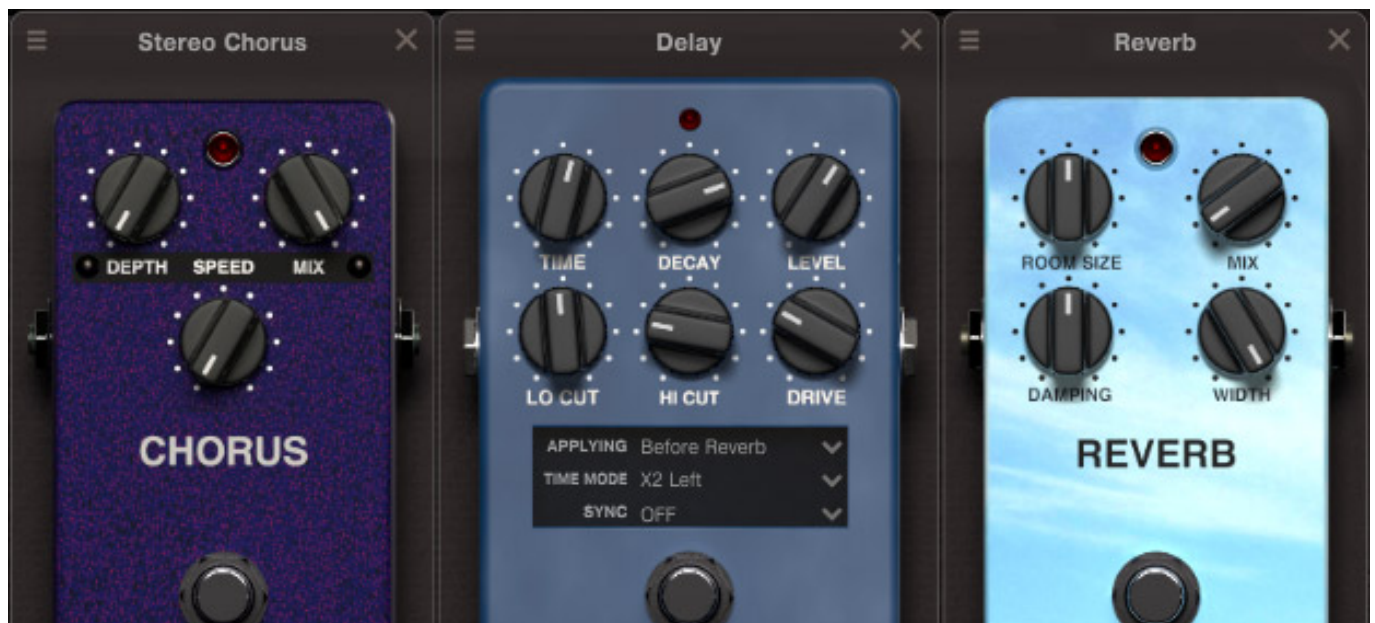 Stereo Chorus
DEPTH SPEED MIX
CHORUS
Delay
TIME DECAY LEVEL
LO CUT HI CUT DRIVE
APPLYING Before Reverb
TIME MODE X2 Left
SYNC OFF
Reverb
ROOM SIZE MIX
DAMPING WIDTH
REVERB